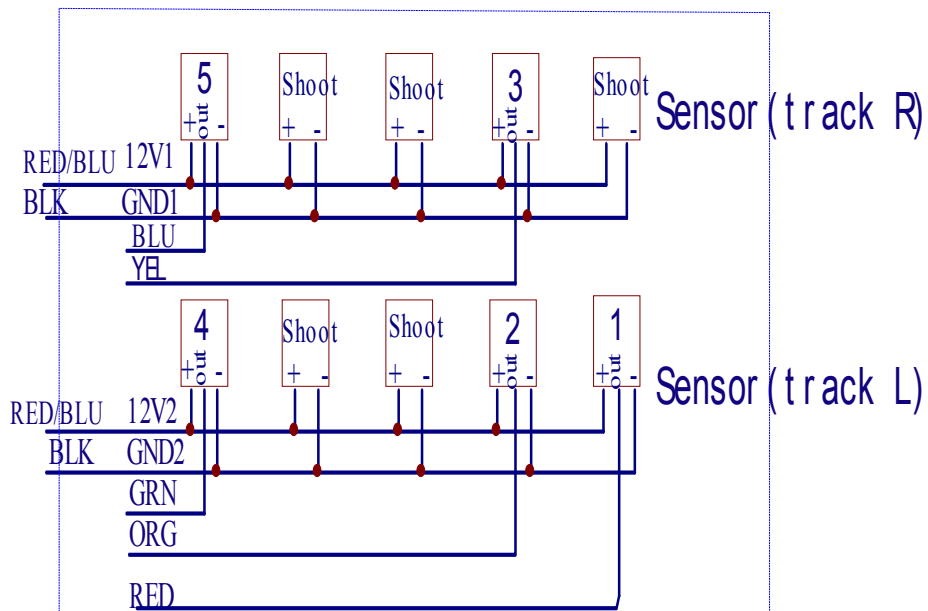 5 Shoot Shoot 3 Shoot
+ out - + - + - + out - + -
Sensor(track R)
RED/BLU 12V1
BLK GND1
BLU
YEL
4 Shoot Shoot 2 1
+ out - + - + - + out - + out -
Sensor(track L)
RED/BLU 12V2
BLK GND2
GRN
ORG
RED